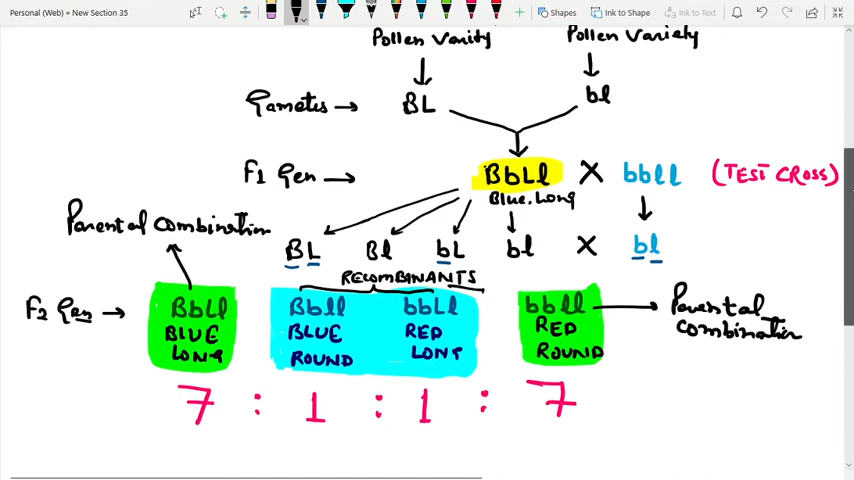 Personal (Web) » New Section 35
Shapes
Ink to Shape
Ink to Text
Share
Pollen Varity
Pollen Variety
Gametes → BL
bl
F1 Gen → BbLl X bbll (TEST CROSS)
Blue, Long
Parental Combination
BL Bl bL bl X bl
RECOMBINANTS
F2 Gen → BbLl Bbll bbLl bbll → Parental combination
BLUE LONG
BLUE ROUND
RED LONG
RED ROUND
7 : 1 : 1 : 7